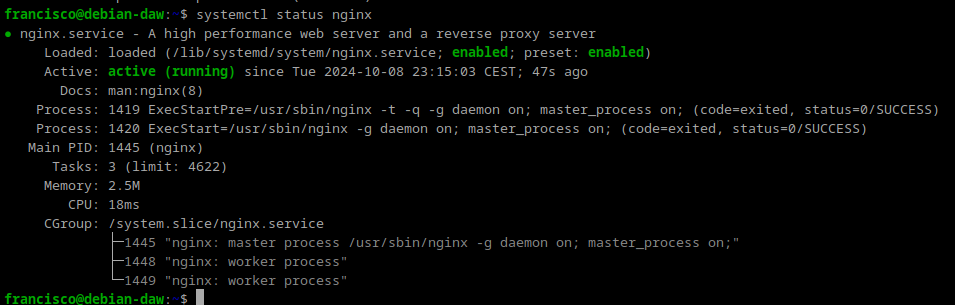 francisco@debian-daw:~$ systemctl status nginx
● nginx.service - A high performance web server and a reverse proxy server
Loaded: loaded (/lib/systemd/system/nginx.service; enabled; preset: enabled)
Active: active (running) since Tue 2024-10-08 23:15:03 CEST; 47s ago
Docs: man:nginx(8)
Process: 1419 ExecStartPre=/usr/sbin/nginx -t -q -g daemon on; master_process on; (code=exited, status=0/SUCCESS)
Process: 1420 ExecStart=/usr/sbin/nginx -g daemon on; master_process on; (code=exited, status=0/SUCCESS)
Main PID: 1445 (nginx)
Tasks: 3 (limit: 4622)
Memory: 2.5M
CPU: 18ms
CGroup: /system.slice/nginx.service
├─1445 "nginx: master process /usr/sbin/nginx -g daemon on; master_process on;"
├─1448 "nginx: worker process"
└─1449 "nginx: worker process"
francisco@debian-daw:~$